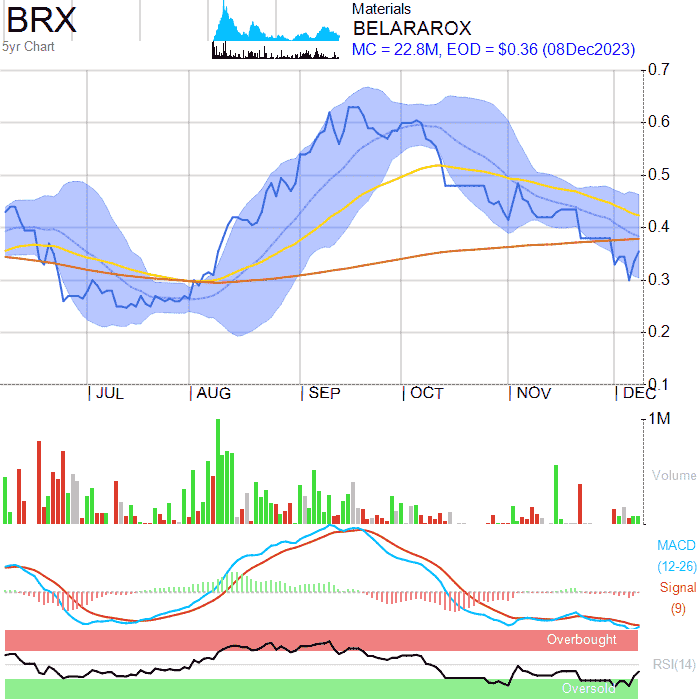 BRX
5yr Chart
Materials
BELARAROX
MC = 22.8M, EOD = $0.36 (08Dec2023)
0.7
0.6
0.5
0.4
0.3
0.2
0.1
JUL AUG SEP OCT NOV DEC
1M
Volume
MACD
(12-26)
Signal
(9)
Overbought
RSI(14)
Oversold